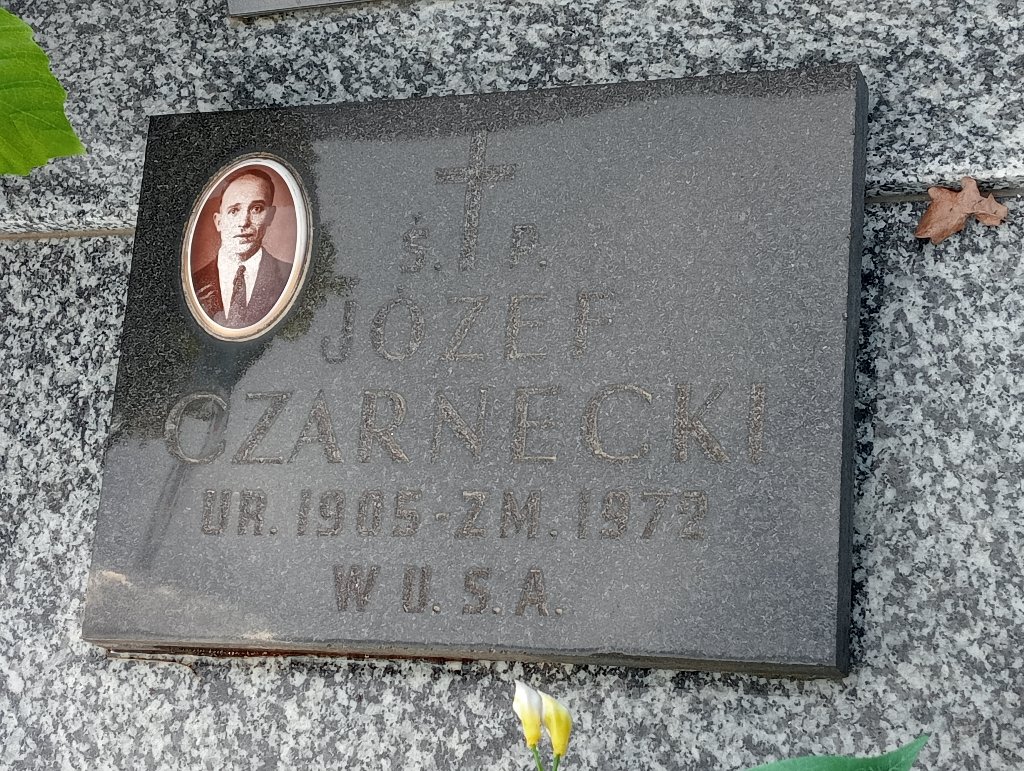 Ś. P.
JÓZEF
CZARNECKI
UR. 1905 - ZM. 1972
W U.S.A.